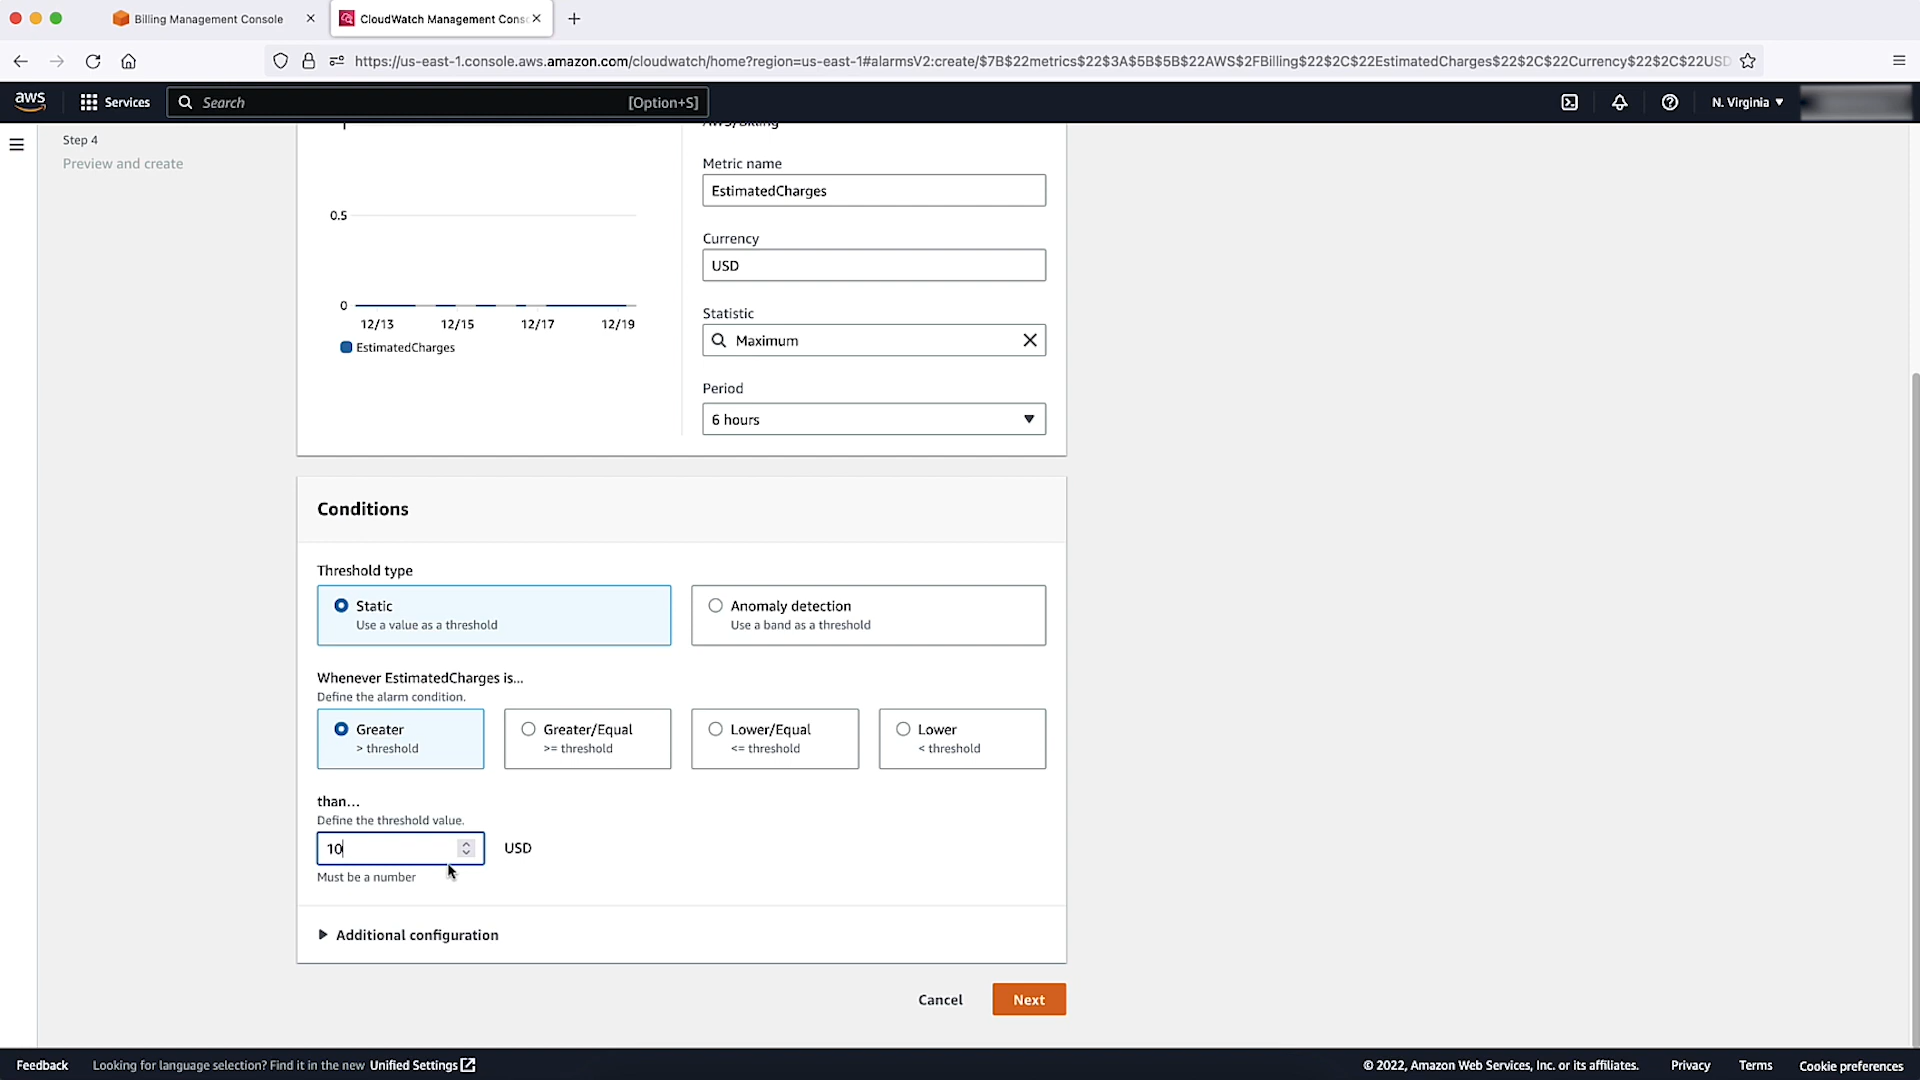 Billing Management Console
CloudWatch Management Cons
https://us-east-1.console.aws.amazon.com/cloudwatch/home?region=us-east-1#alarmsV2:create/$7B$22metrics$22$3A$5B$5B$22AWS$2FBilling$22$2C$22EstimatedCharges$22$2C$22Currency$22$2C$22USD
aws
Services
Search
[Option+S]
N. Virginia
Step 4
Preview and create
AWS/Billing
Metric name
EstimatedCharges
Currency
USD
Statistic
Maximum
Period
6 hours
0.5
0
12/13 12/15 12/17 12/19
EstimatedCharges
Conditions
Threshold type
Static
Use a value as a threshold
Anomaly detection
Use a band as a threshold
Whenever EstimatedCharges is...
Define the alarm condition.
Greater
> threshold
Greater/Equal
>= threshold
Lower/Equal
<= threshold
Lower
< threshold
than...
Define the threshold value.
10
USD
Must be a number
Additional configuration
Cancel
Next
Feedback
Looking for language selection? Find it in the new Unified Settings
© 2022, Amazon Web Services, Inc. or its affiliates.
Privacy
Terms
Cookie preferences